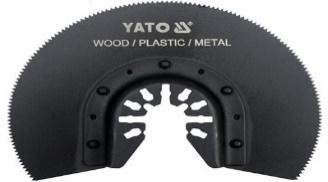 YATO
WOOD / PLASTIC / METAL